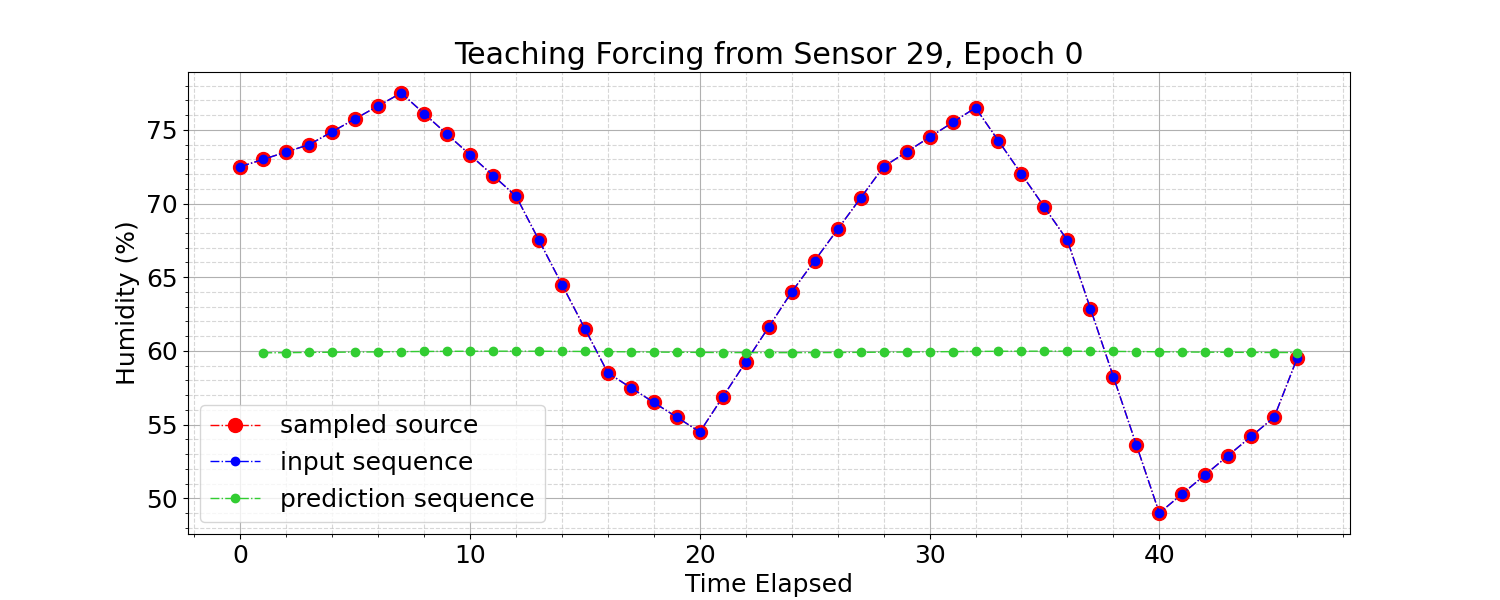 Teaching Forcing from Sensor 29, Epoch 0
Humidity (%)
75
70
65
60
55
50
sampled source
input sequence
prediction sequence
0 10 20 30 40
Time Elapsed